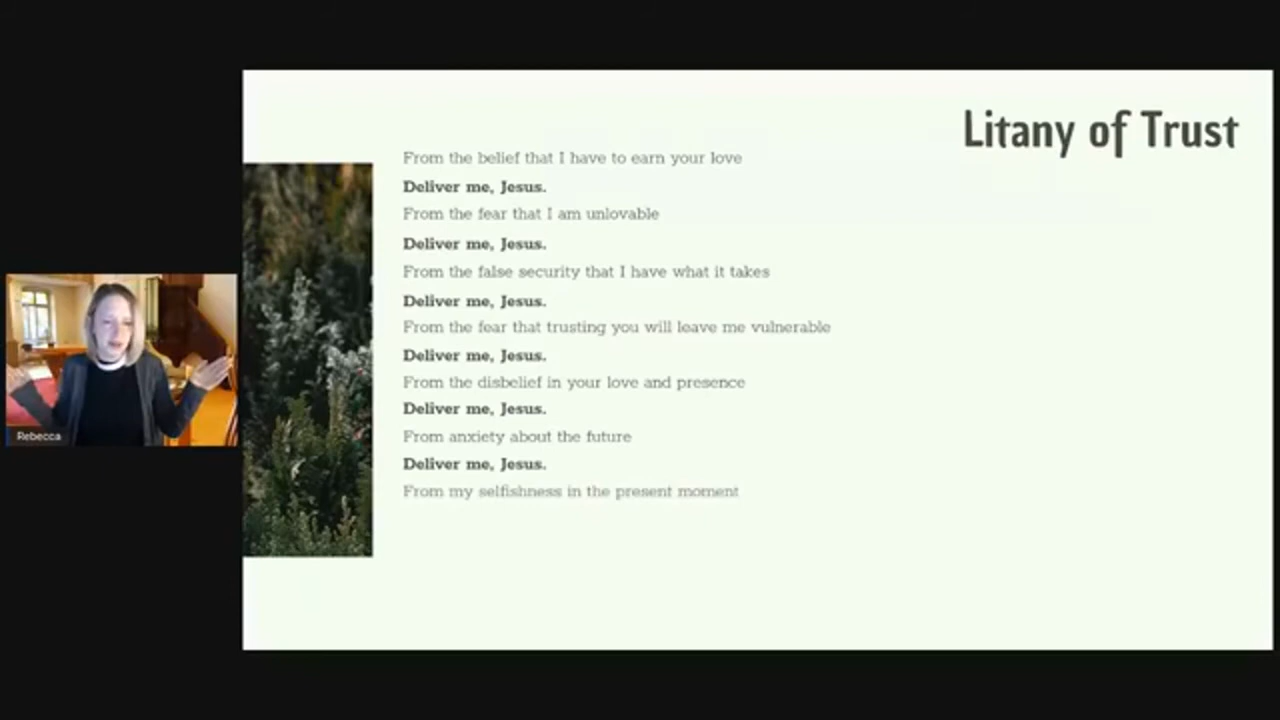 Litany of Trust
From the belief that I have to earn your love
Deliver me, Jesus.
From the fear that I am unlovable
Deliver me, Jesus.
From the false security that I have what it takes
Deliver me, Jesus.
From the fear that trusting you will leave me vulnerable
Deliver me, Jesus.
From the disbelief in your love and presence
Deliver me, Jesus.
From anxiety about the future
Deliver me, Jesus.
From my selfishness in the present moment
Rebecca